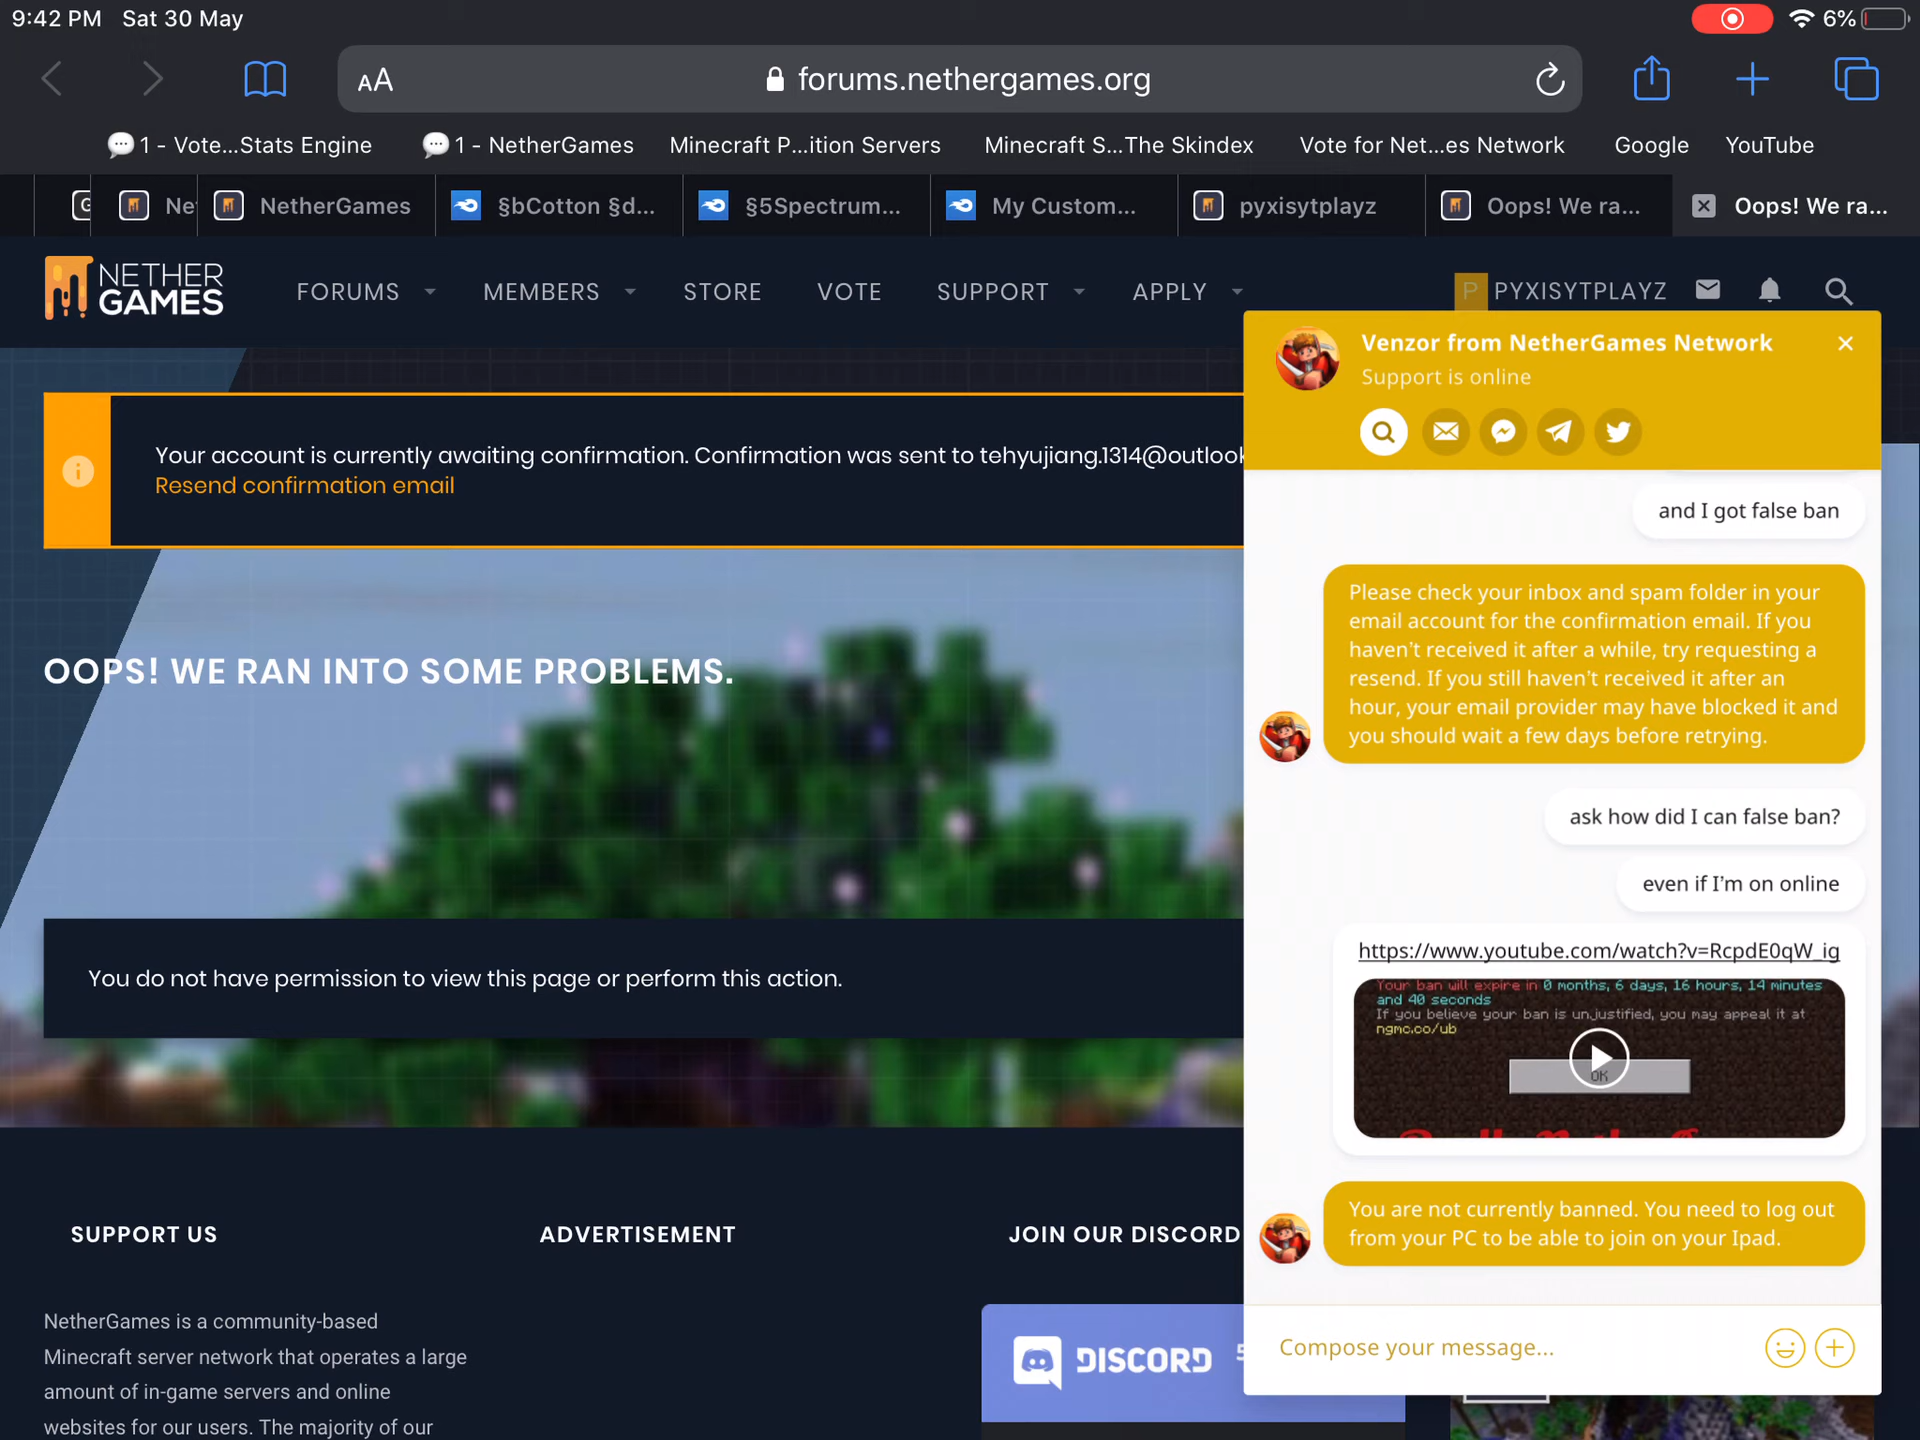 9:42 PM Sat 30 May
6%
AA
forums.nethergames.org
1 - Vote...Stats Engine
1 - NetherGames
Minecraft P...ition Servers
Minecraft S...The Skindex
Vote for Net...es Network
Google
YouTube
G
Ne
NetherGames
§bCotton §d...
§5Spectrum...
My Custom...
pyxisytplayz
Oops! We ra...
Oops! We ra...
NETHER
GAMES
FORUMS
MEMBERS
STORE
VOTE
SUPPORT
APPLY
P
PYXISYTPLAYZ
Your account is currently awaiting confirmation. Confirmation was sent to tehyujiang.1314@outlook
Resend confirmation email
OOPS! WE RAN INTO SOME PROBLEMS.
You do not have permission to view this page or perform this action.
Venzor from NetherGames Network
Support is online
and I got false ban
Please check your inbox and spam folder in your
email account for the confirmation email. If you
haven't received it after a while, try requesting a
resend. If you still haven't received it after an
hour, your email provider may have blocked it and
you should wait a few days before retrying.
ask how did I can false ban?
even if I'm on online
https://www.youtube.com/watch?v=RcpdE0qW_ig
Your ban will expire in 0 months, 6 days, 16 hours, 14 minutes
and 40 seconds
If you believe your ban is unjustified, you may appeal it at
ngmc.co/ub
OK
You are not currently banned. You need to log out
from your PC to be able to join on your Ipad.
Compose your message...
SUPPORT US
ADVERTISEMENT
JOIN OUR DISCORD
NetherGames is a community-based
Minecraft server network that operates a large
amount of in-game servers and online
websites for our users. The majority of our
DISCORD